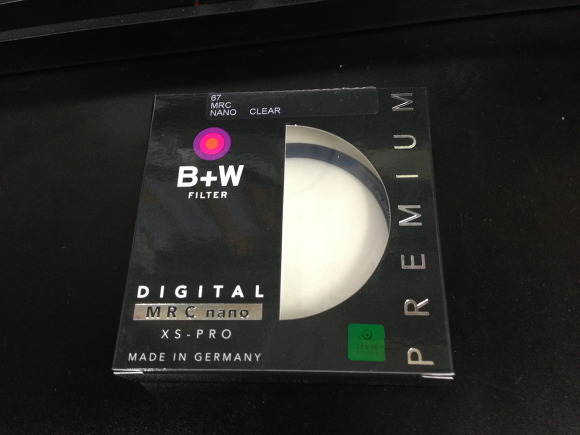 67
MRC
NANO CLEAR
B+W
FILTER
DIGITAL
MRC nano
XS-PRO
MADE IN GERMANY
PREMIUM
B+W